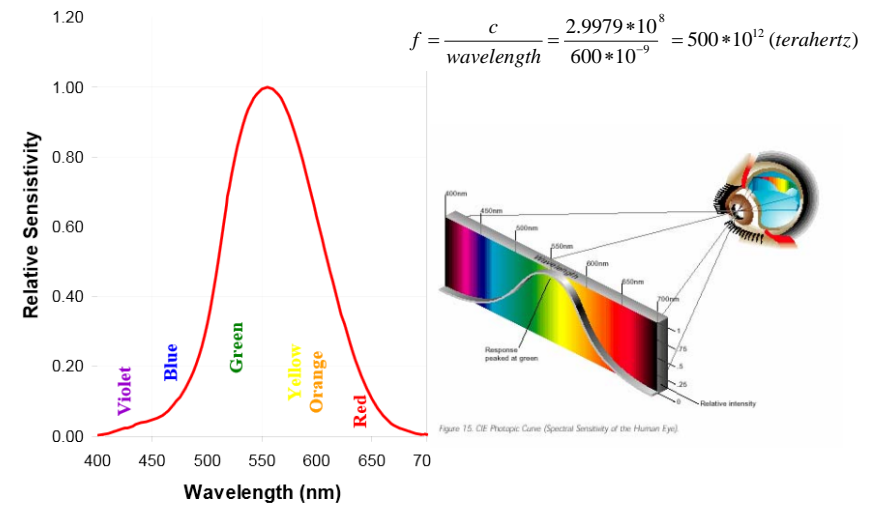 1.20
1.00
0.80
0.60
0.40
0.20
0.00
Relative Sensistivity
Violet
Blue
Green
Yellow
Orange
Red
400 450 500 550 600 650 70
Wavelength (nm)
f = c / wavelength = 2.9979*10^8 / 600*10^-9 = 500*10^12 (terahertz)
400nm
450nm
500nm
550nm
600nm
650nm
700nm
Wavelength
1
.75
.5
.25
0
Response
peaked at green
Relative intensity
Figure 15. CIE Photopic Curve (Spectral Sensitivity of the Human Eye).